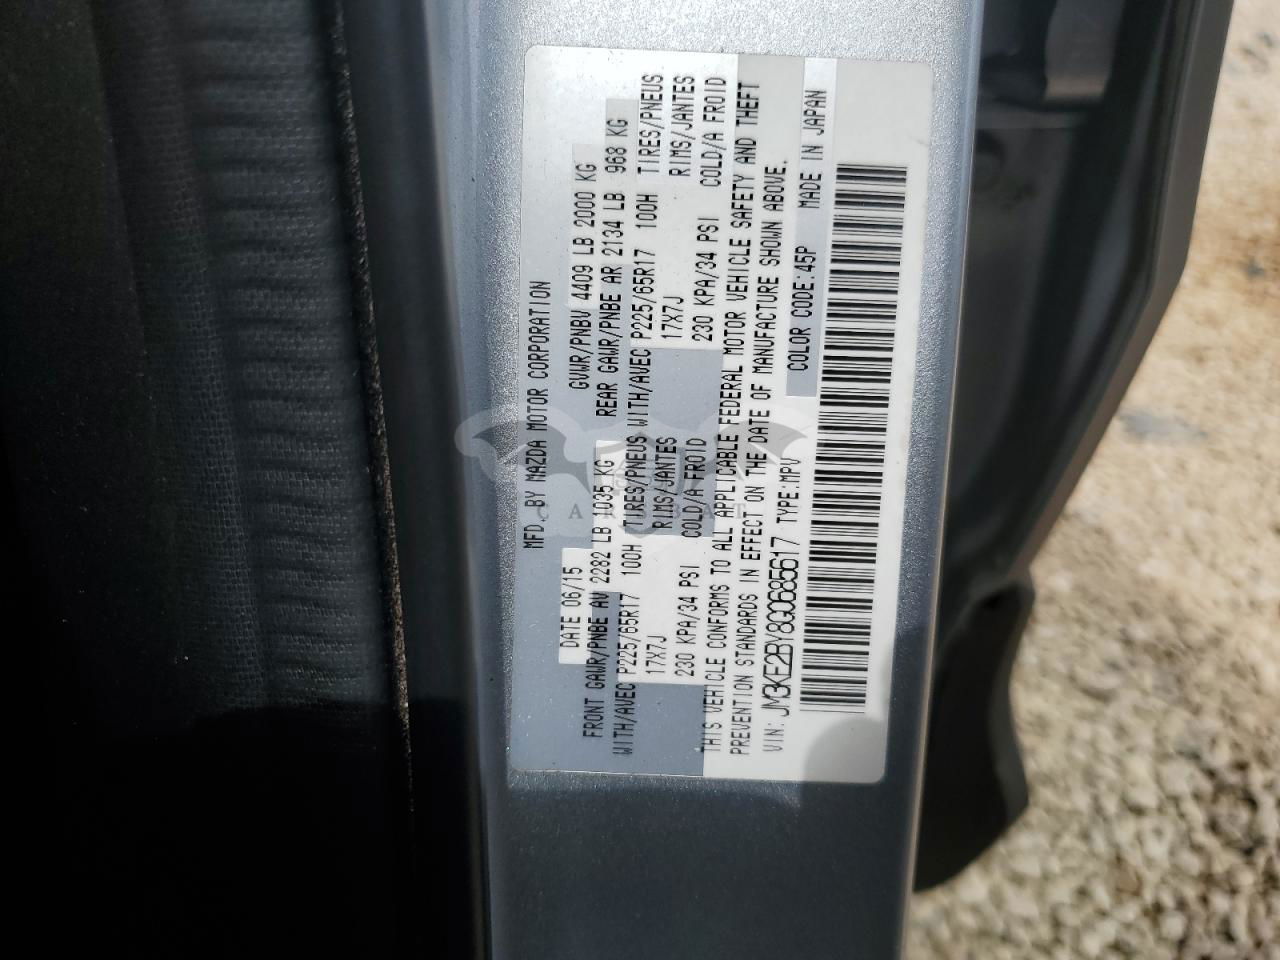 MFD. BY MAZDA MOTOR CORPORATION
DATE 06/15 GVWR/PNBV 4409 LB 2000 KG
FRONT GAWR/PNBE AV 2282 LB 1035 KG REAR GAWR/PNBE AR 2134 LB 968 KG
WITH/AVEC P225/65R17 100H TIRES/PNEUS WITH/AVEC P225/65R17 100H TIRES/PNEUS
17X7J RIMS/JANTES 17X7J RIMS/JANTES
230 KPA/34 PSI COLD/A FROID 230 KPA/34 PSI COLD/A FROID
THIS VEHICLE CONFORMS TO ALL APPLICABLE FEDERAL MOTOR VEHICLE SAFETY AND THEFT
PREVENTION STANDARDS IN EFFECT ON THE DATE OF MANUFACTURE SHOWN ABOVE.
VIN: JM3KE2BY8G0685617 TYPE:MPV COLOR CODE:45P MADE IN JAPAN